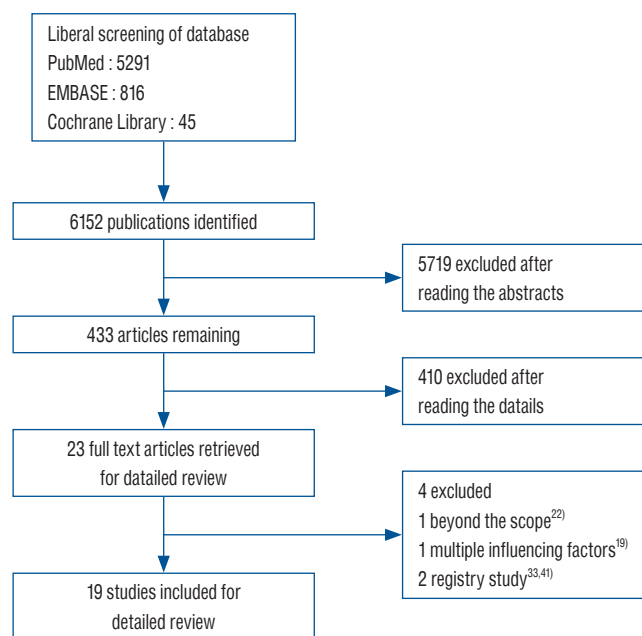 Liberal screening of database
PubMed : 5291
EMBASE : 816
Cochrane Library : 45
6152 publications identified
5719 excluded after
reading the abstracts
433 articles remaining
410 excluded after
reading the datails
23 full text articles retrieved
for datailed review
4 excluded
1 beyond the scope22)
1 multiple influencing factors19)
2 registry study33,41)
19 studies included for
detailed review